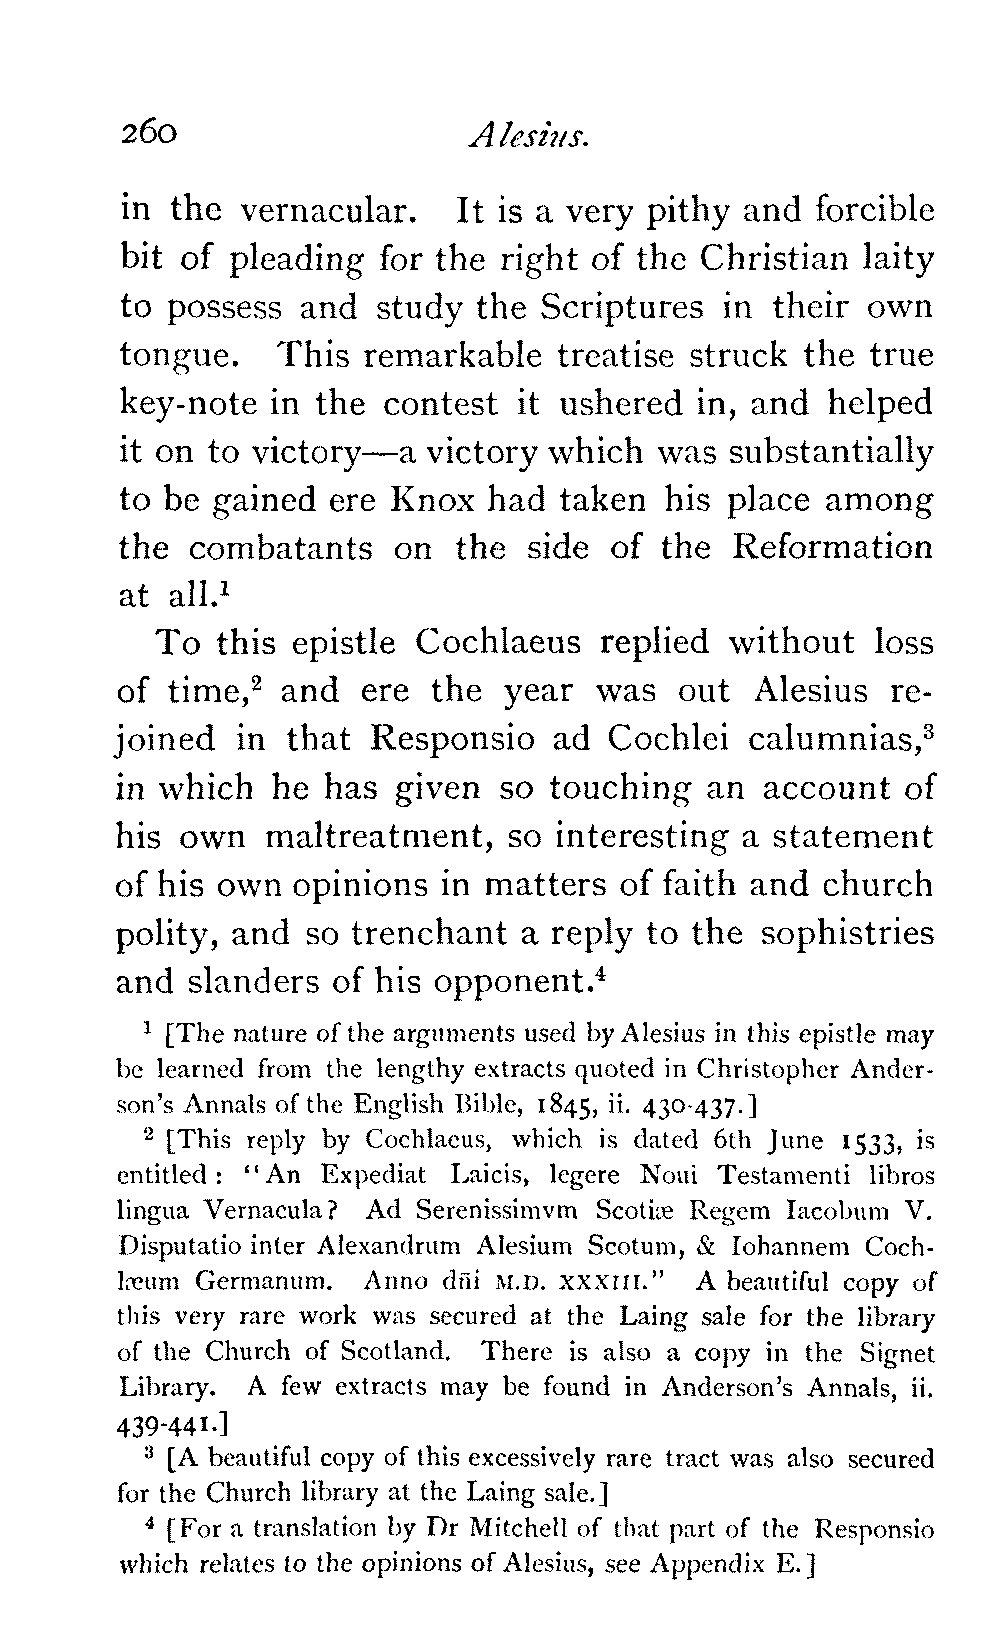 260 Alesius.
in the vernacular. It is a very pithy and forcible
bit of pleading for the right of the Christian laity
to possess and study the Scriptures in their own
tongue. This remarkable treatise struck the true
key-note in the contest it ushered in, and helped
it on to victory—a victory which was substantially
to be gained ere Knox had taken his place among
the combatants on the side of the Reformation
at all.¹
To this epistle Cochlaeus replied without loss
of time,² and ere the year was out Alesius re-
joined in that Responsio ad Cochlei calumnias,³
in which he has given so touching an account of
his own maltreatment, so interesting a statement
of his own opinions in matters of faith and church
polity, and so trenchant a reply to the sophistries
and slanders of his opponent.⁴
¹ [The nature of the arguments used by Alesius in this epistle may
be learned from the lengthy extracts quoted in Christopher Ander-
son's Annals of the English Bible, 1845, ii. 430-437.]
² [This reply by Cochlaeus, which is dated 6th June 1533, is
entitled: "An Expediat Laicis, legere Noui Testamenti libros
lingua Vernacula? Ad Serenissimvm Scotiæ Regem Iacobum V.
Disputatio inter Alexandrum Alesium Scotum, & Iohannem Coch-
læum Germanum. Anno dñi M.D. XXXIII." A beautiful copy of
this very rare work was secured at the Laing sale for the library
of the Church of Scotland. There is also a copy in the Signet
Library. A few extracts may be found in Anderson's Annals, ii.
439-441.]
³ [A beautiful copy of this excessively rare tract was also secured
for the Church library at the Laing sale.]
⁴ [For a translation by Dr Mitchell of that part of the Responsio
which relates to the opinions of Alesius, see Appendix E.]